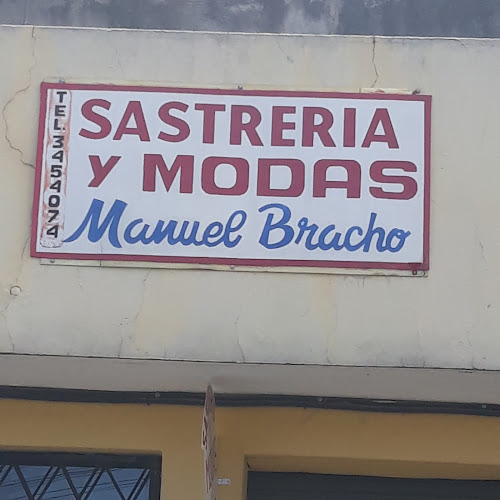 TEL. 3454074
SASTRERIA
Y MODAS
Manuel Bracho